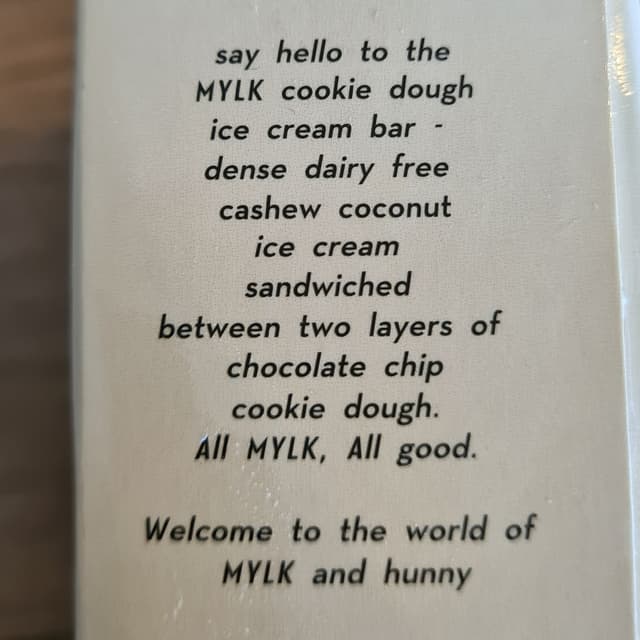 say hello to the
MYLK cookie dough
ice cream bar -
dense dairy free
cashew coconut
ice cream
sandwiched
between two layers of
chocolate chip
cookie dough.
All MYLK, All good.
Welcome to the world of
MYLK and hunny